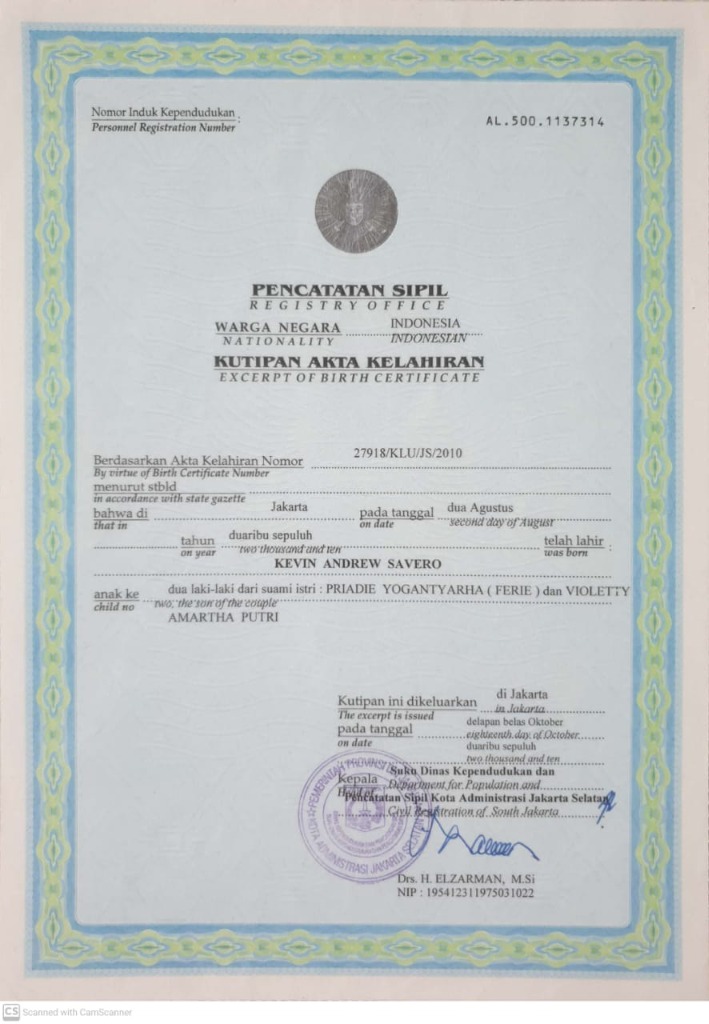 Nomor Induk Kependudukan :
Personnel Registration Number
AL.500.1137314
PENCATATAN SIPIL
REGISTRY OFFICE
WARGA NEGARA INDONESIA
NATIONALITY INDONESIAN
KUTIPAN AKTA KELAHIRAN
EXCERPT OF BIRTH CERTIFICATE
Berdasarkan Akta Kelahiran Nomor 27918/KLU/JS/2010
By virtue of Birth Certificate Number
menurut stbld
in accordance with state gazette
bahwa di Jakarta pada tanggal dua Agustus
that in on date second day of August
tahun duaribu sepuluh telah lahir :
on year two thousand and ten was born
KEVIN ANDREW SAVERO
anak ke dua laki-laki dari suami istri : PRIADIE YOGANTYARHA ( FERIE ) dan VIOLETTY
child no two, the son of the couple
AMARTHA PUTRI
Kutipan ini dikeluarkan di Jakarta
The excerpt is issued in Jakarta
pada tanggal delapan belas Oktober
on date eighteenth day of October
duaribu sepuluh
two thousand and ten
Kepala Suku Dinas Kependudukan dan
Head of Department for Population and
Pencatatan Sipil Kota Administrasi Jakarta Selatan
Civil Registration of South Jakarta
PEMERINTAH PROVINSI
KOTA ADMINISTRASI JAKARTA SELATAN
Drs. H. ELZARMAN, M.Si
NIP : 195412311975031022
CS Scanned with CamScanner